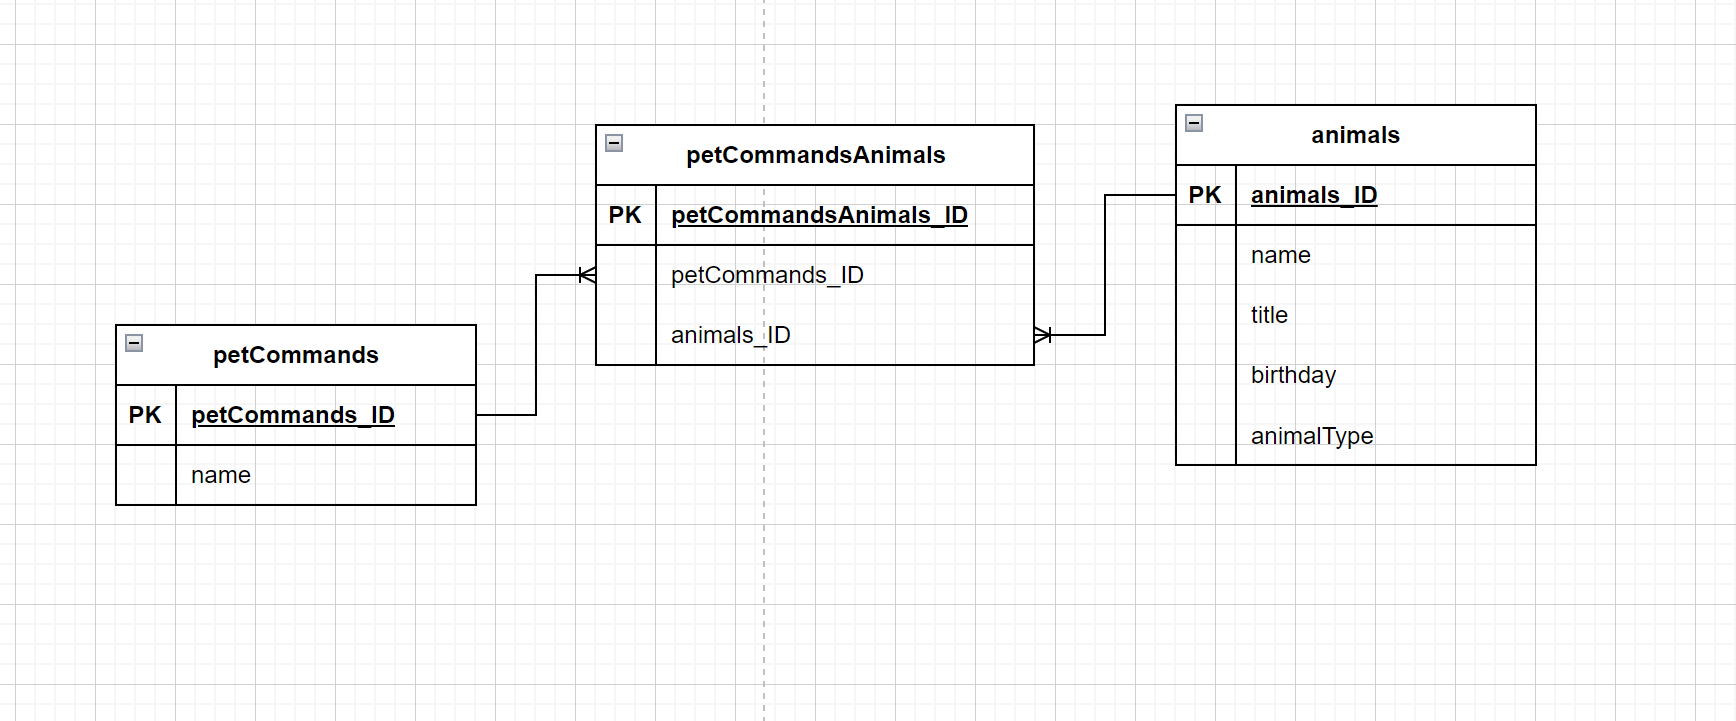 petCommandsAnimals
PK petCommandsAnimals_ID
petCommands_ID
animals_ID
animals
PK animals_ID
name
title
birthday
animalType
petCommands
PK petCommands_ID
name